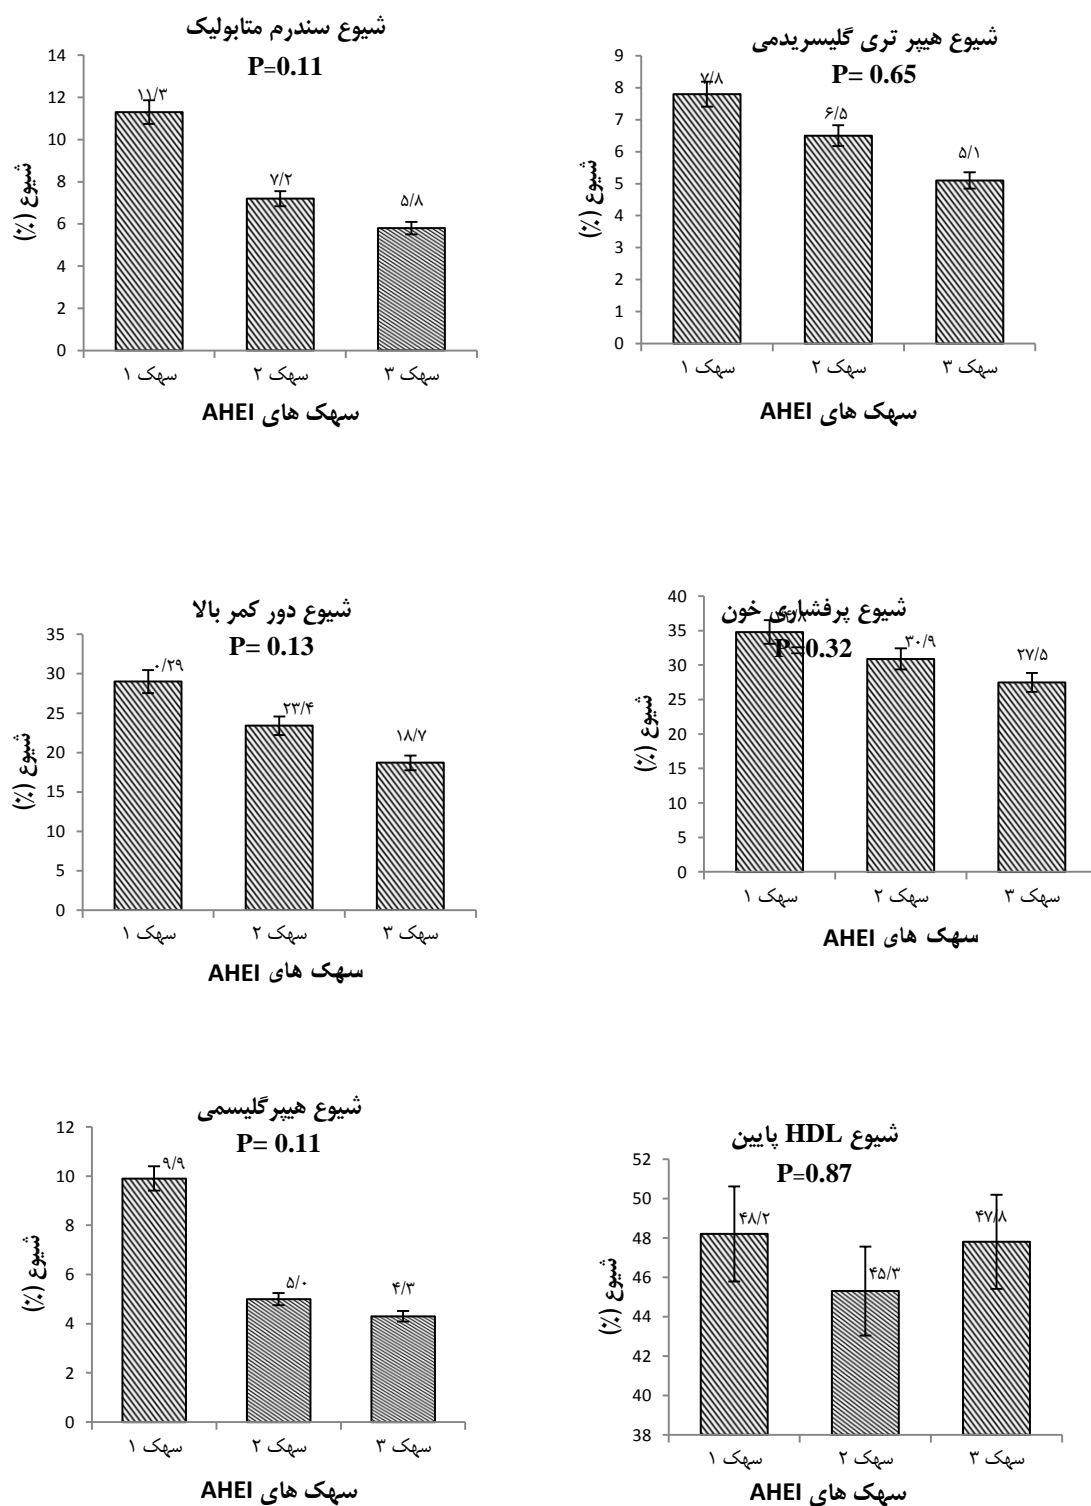 شیوع سندرم متابولیک
P=0.11
14
12
10
8
6
4
2
0
شیوع (%)
۱۱/۳
۷/۲
۵/۸
سهک ۱
سهک ۲
سهک ۳
سهک های AHEI
شیوع هیپر تری گلیسریدمی
P= 0.65
9
8
7
6
5
4
3
2
1
0
شیوع (%)
۷/۸
۶/۵
۵/۱
سهک ۱
سهک ۲
سهک ۳
سهک های AHEI
شیوع دور کمر بالا
P= 0.13
35
30
25
20
15
10
5
0
شیوع (%)
۰/۲۹
۲۳/۴
۱۸/۷
سهک ۱
سهک ۲
سهک ۳
سهک های AHEI
شیوع پرفشاری خون
P=0.32
40
35
30
25
20
15
10
5
0
شیوع (%)
۳۰/۹
۲۷/۵
سهک ۱
سهک ۲
سهک ۳
سهک های AHEI
شیوع هیپرگلیسمی
P= 0.11
12
10
8
6
4
2
0
شیوع (%)
۹/۹
۵/۰
۴/۳
سهک ۱
سهک ۲
سهک ۳
سهک های AHEI
شیوع HDL پایین
P=0.87
52
50
48
46
44
42
40
38
شیوع (%)
۴۸/۲
۴۵/۳
۴۷/۸
سهک ۱
سهک ۲
سهک ۳
سهک های AHEI